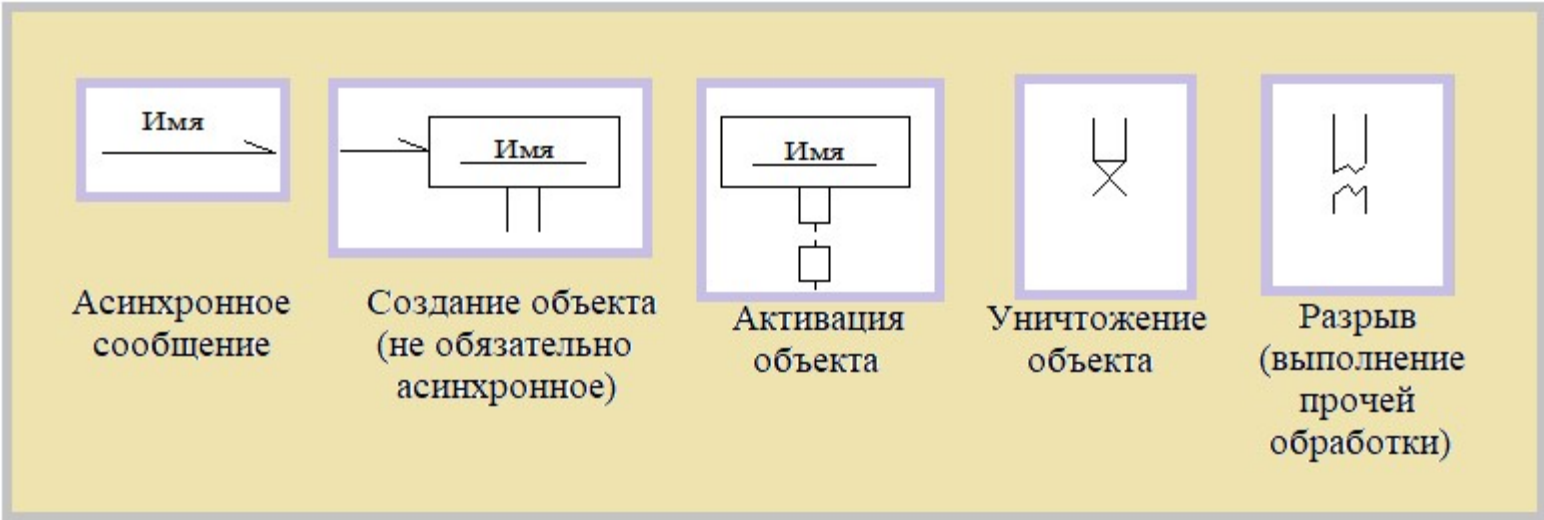 Имя
Асинхронное
сообщение
Имя
Создание объекта
(не обязательно
асинхронное)
Имя
Активация
объекта
Уничтожение
объекта
Разрыв
(выполнение
прочей
обработки)